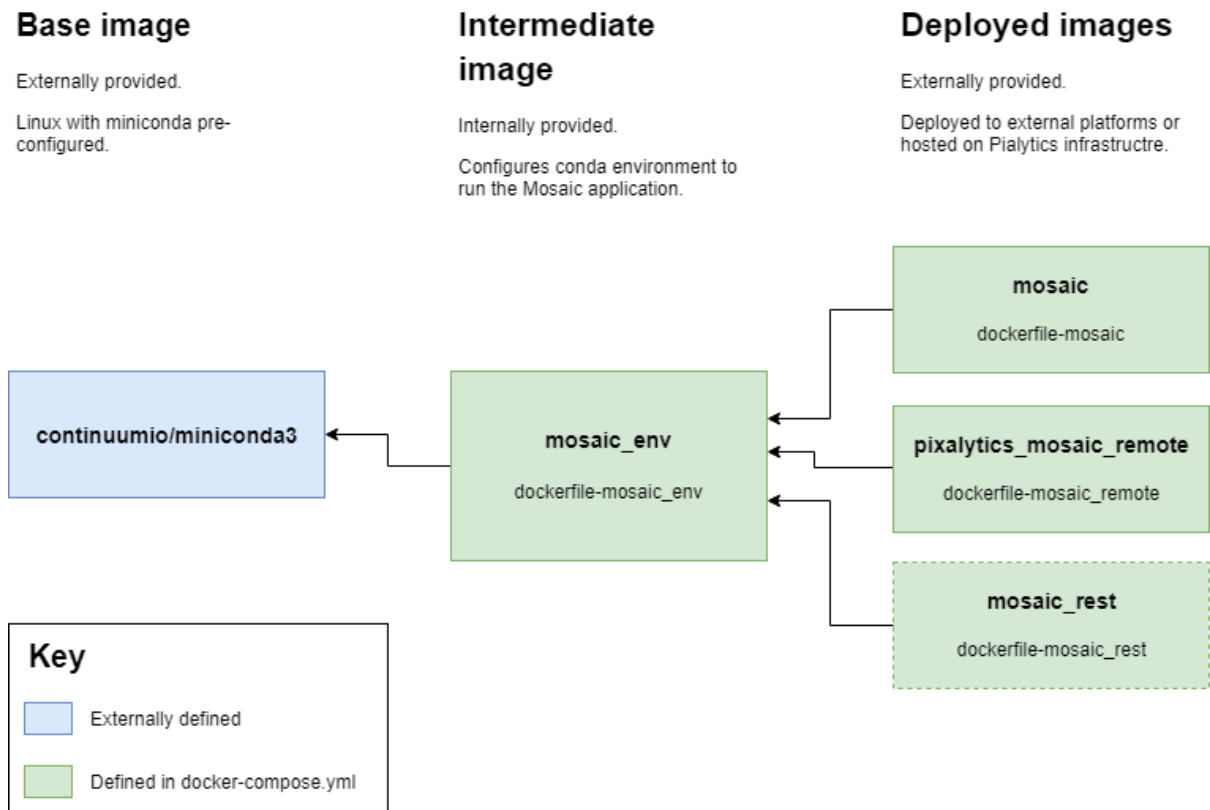 Base image
Externally provided.
Linux with miniconda pre-
configured.
Intermediate
image
Internally provided.
Configures conda environment to
run the Mosaic application.
Deployed images
Externally provided.
Deployed to external platforms or
hosted on Pialytics infrastructre.
continuumio/miniconda3
mosaic_env
dockerfile-mosaic_env
mosaic
dockerfile-mosaic
pixalytics_mosaic_remote
dockerfile-mosaic_remote
mosaic_rest
dockerfile-mosaic_rest
Key
Externally defined
Defined in docker-compose.yml